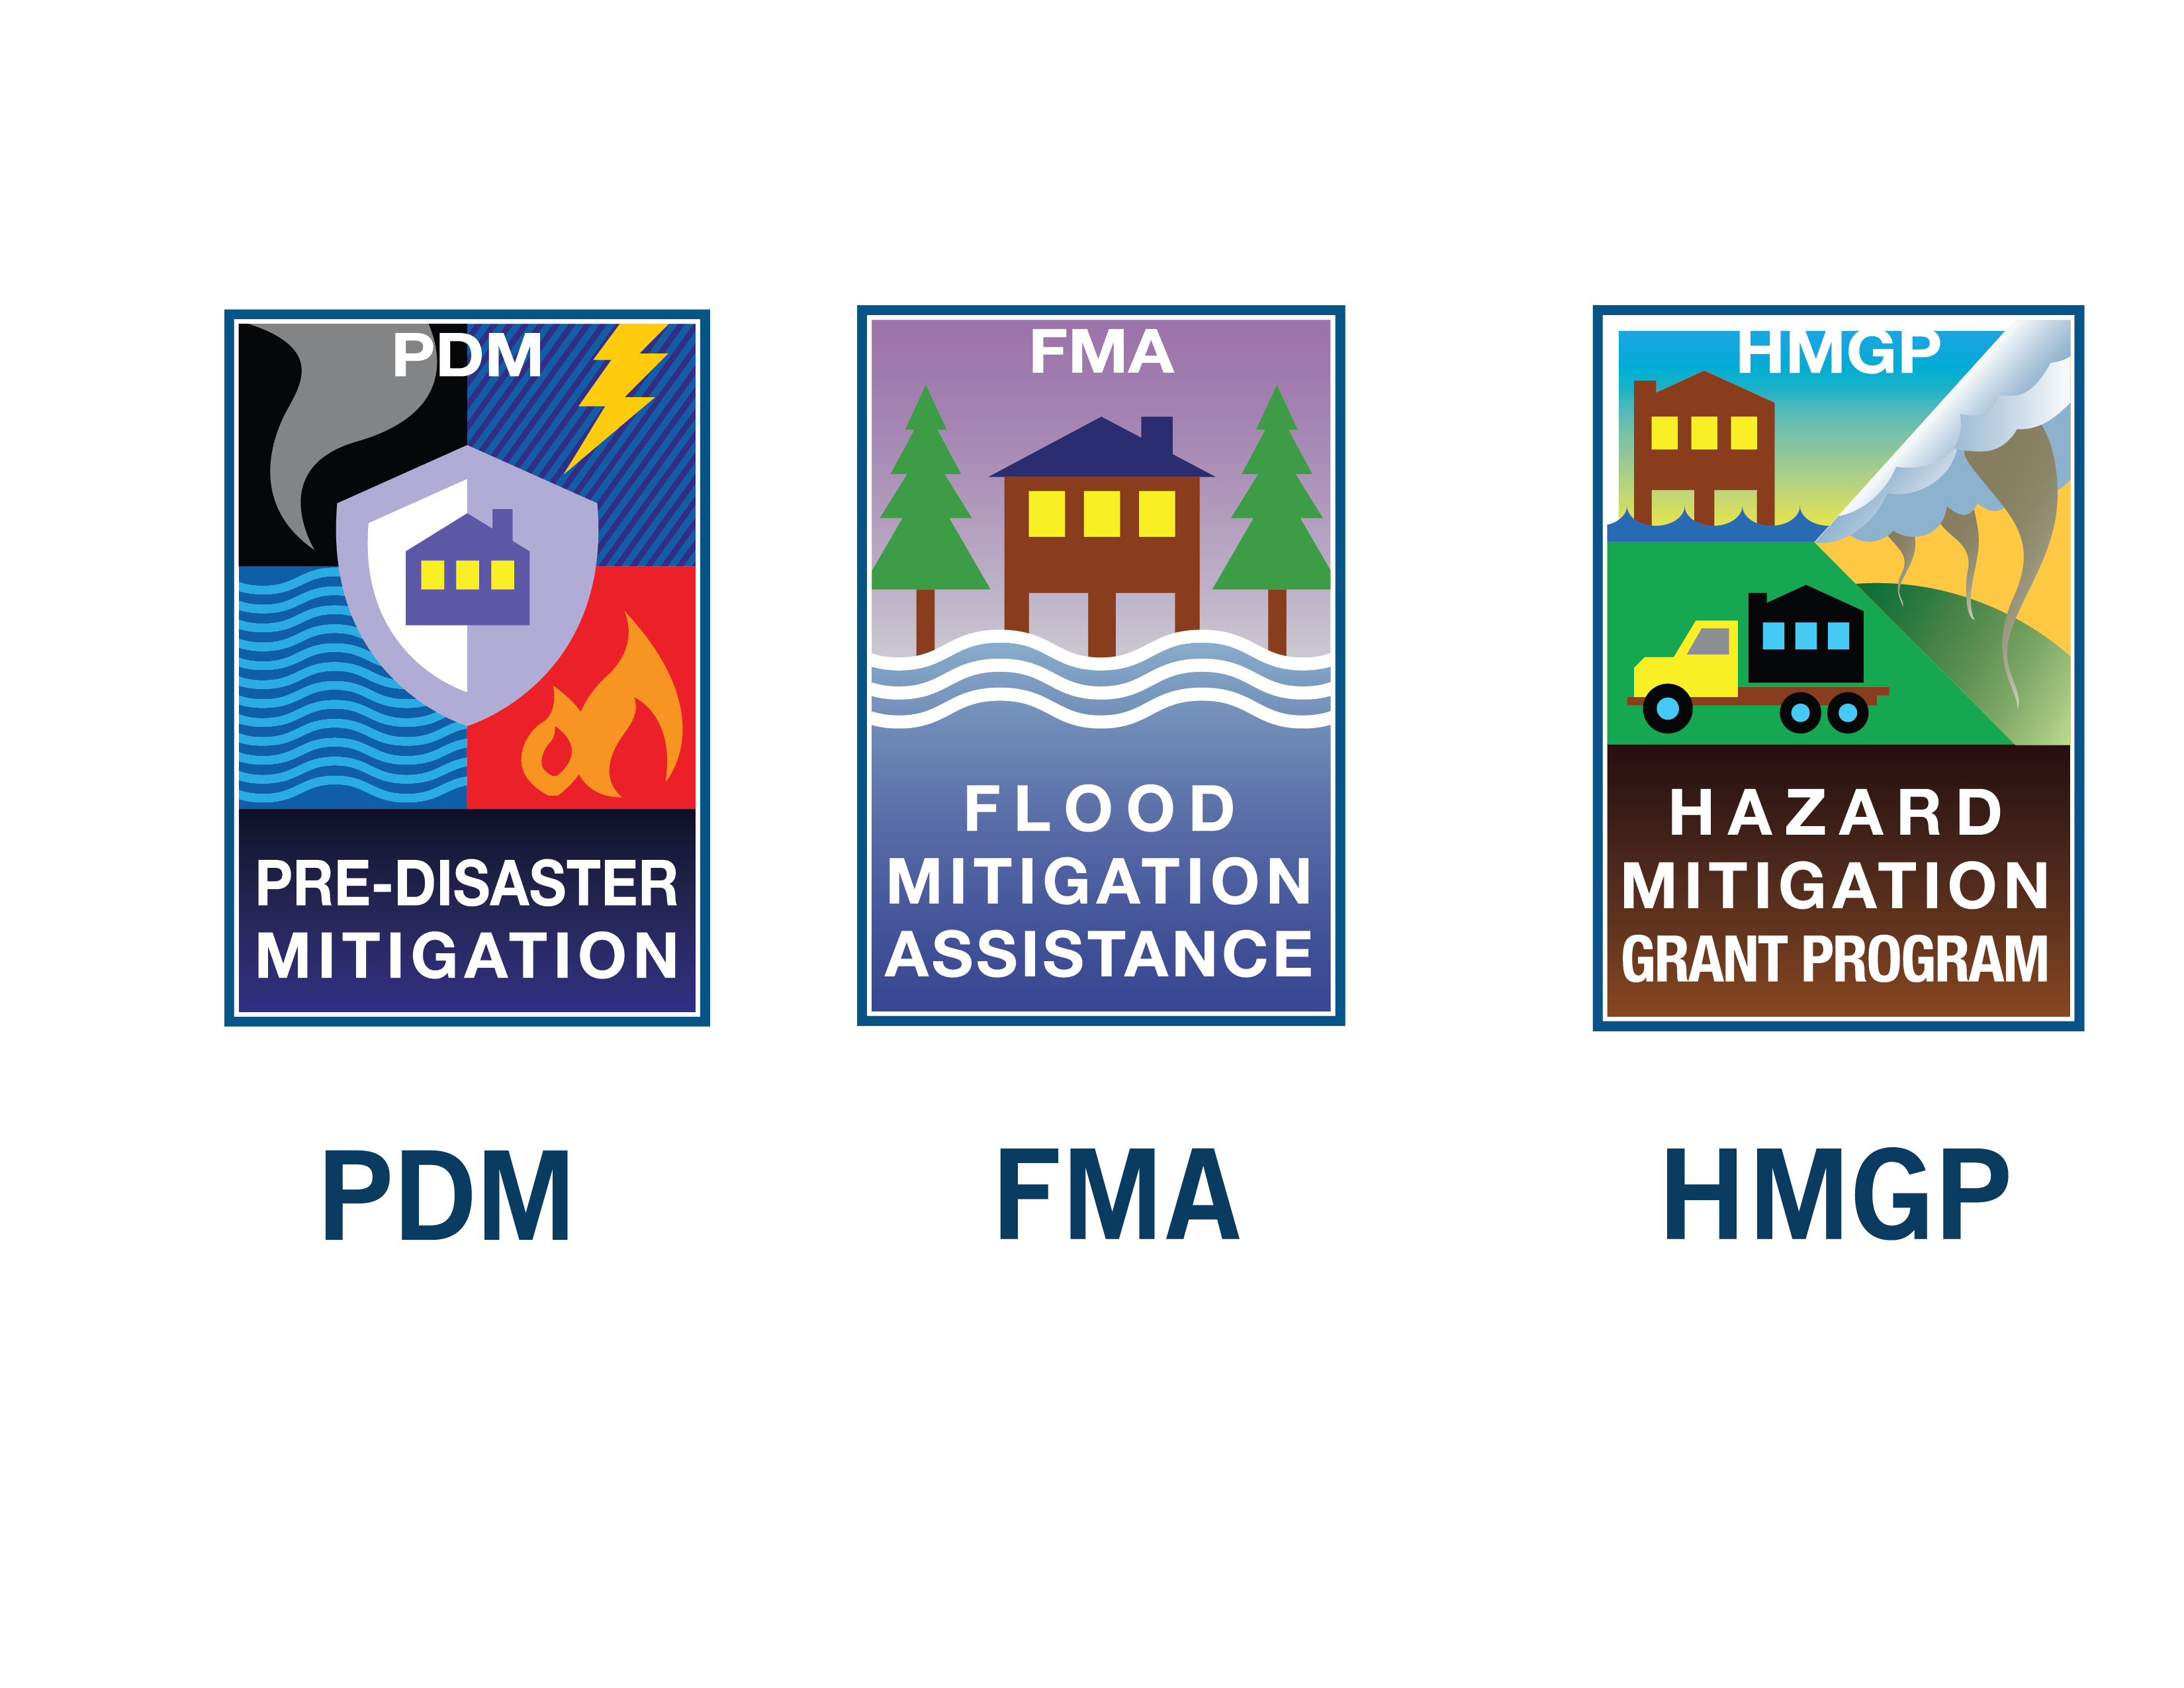 PDM
PRE-DISASTER
MITIGATION
PDM
FMA
FLOOD
MITIGATION
ASSISTANCE
FMA
HMGP
HAZARD
MITIGATION
GRANT PROGRAM
HMGP